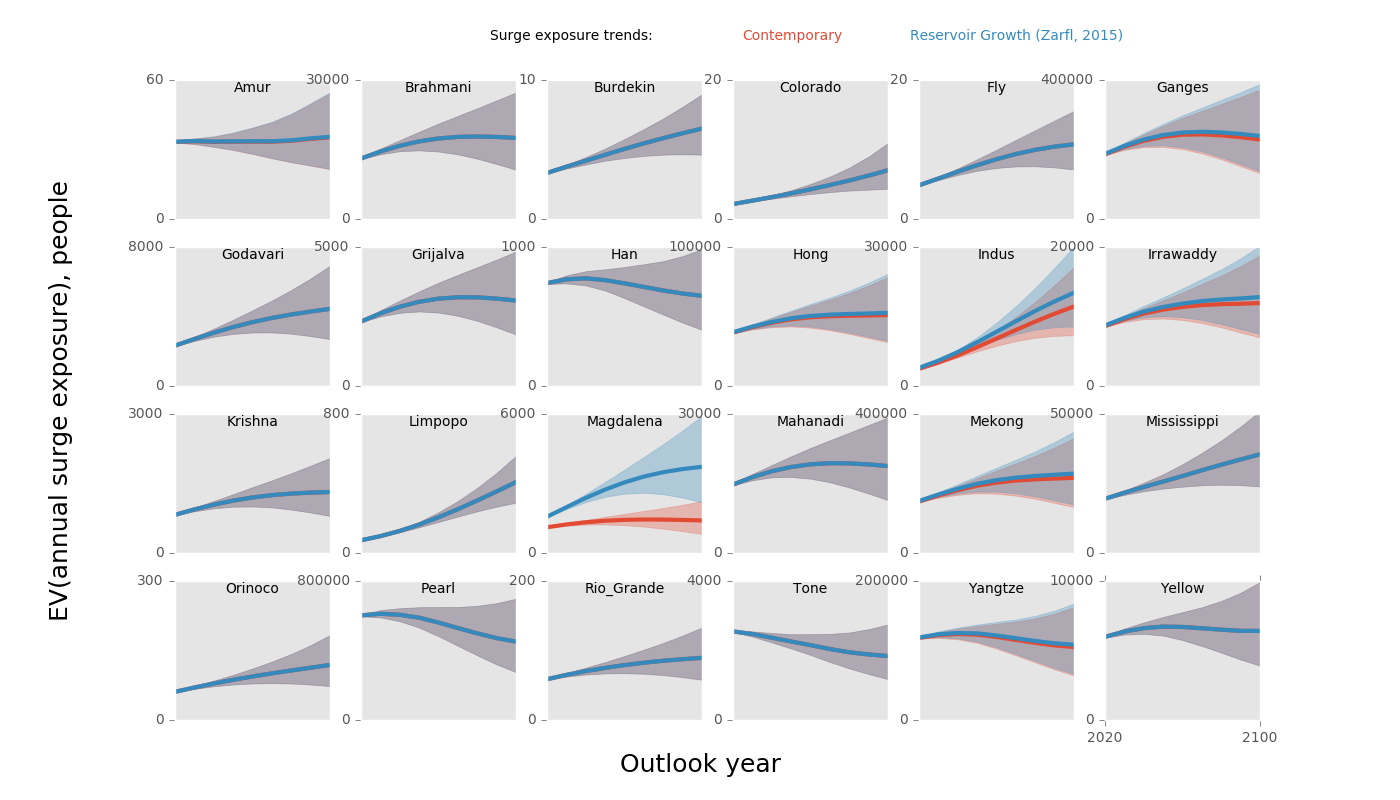 Surge exposure trends: Contemporary Reservoir Growth (Zarfl, 2015)
EV(annual surge exposure), people
60 30000 10 20 20 400000
Amur Brahmani Burdekin Colorado Fly Ganges
0 0 0 0 0 0
8000 5000 1000 100000 30000 20000
Godavari Grijalva Han Hong Indus Irrawaddy
0 0 0 0 0 0
3000 800 6000 30000 400000 50000
Krishna Limpopo Magdalena Mahanadi Mekong Mississippi
0 0 0 0 0 0
300 800000 200 4000 200000 10000
Orinoco Pearl Rio_Grande Tone Yangtze Yellow
0 0 0 0 0 0
2020 2100
Outlook year